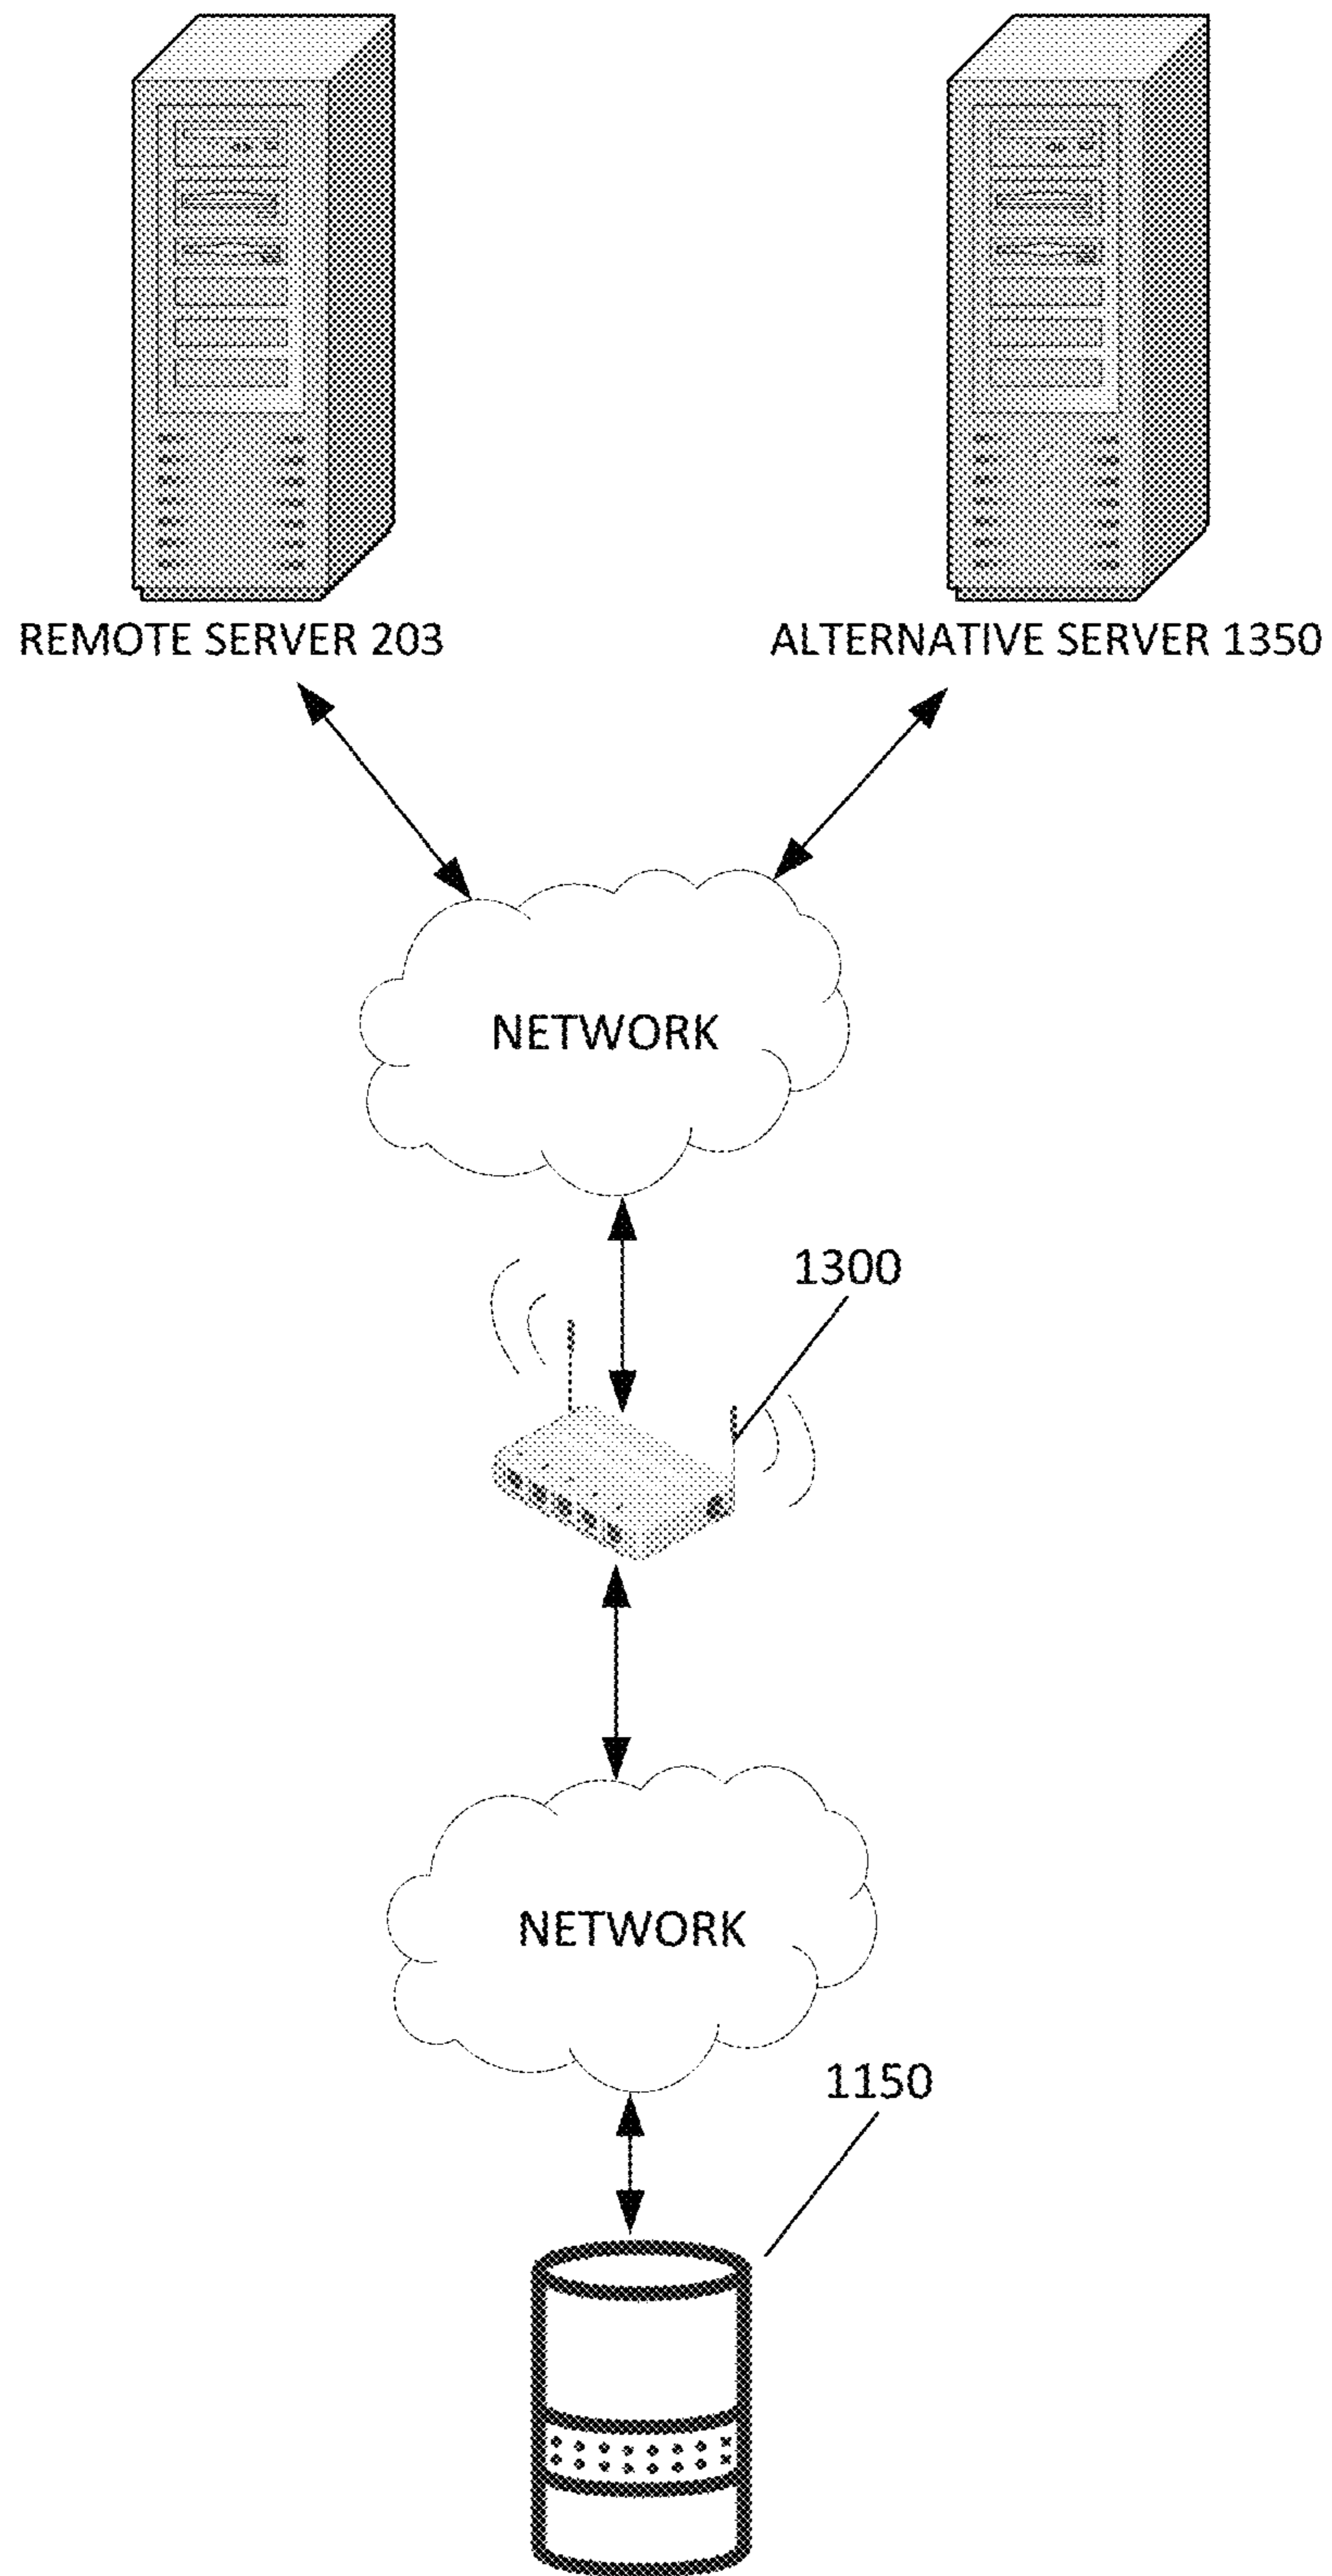 REMOTE SERVER 203
ALTERNATIVE SERVER 1350
NETWORK
1300
NETWORK
1150